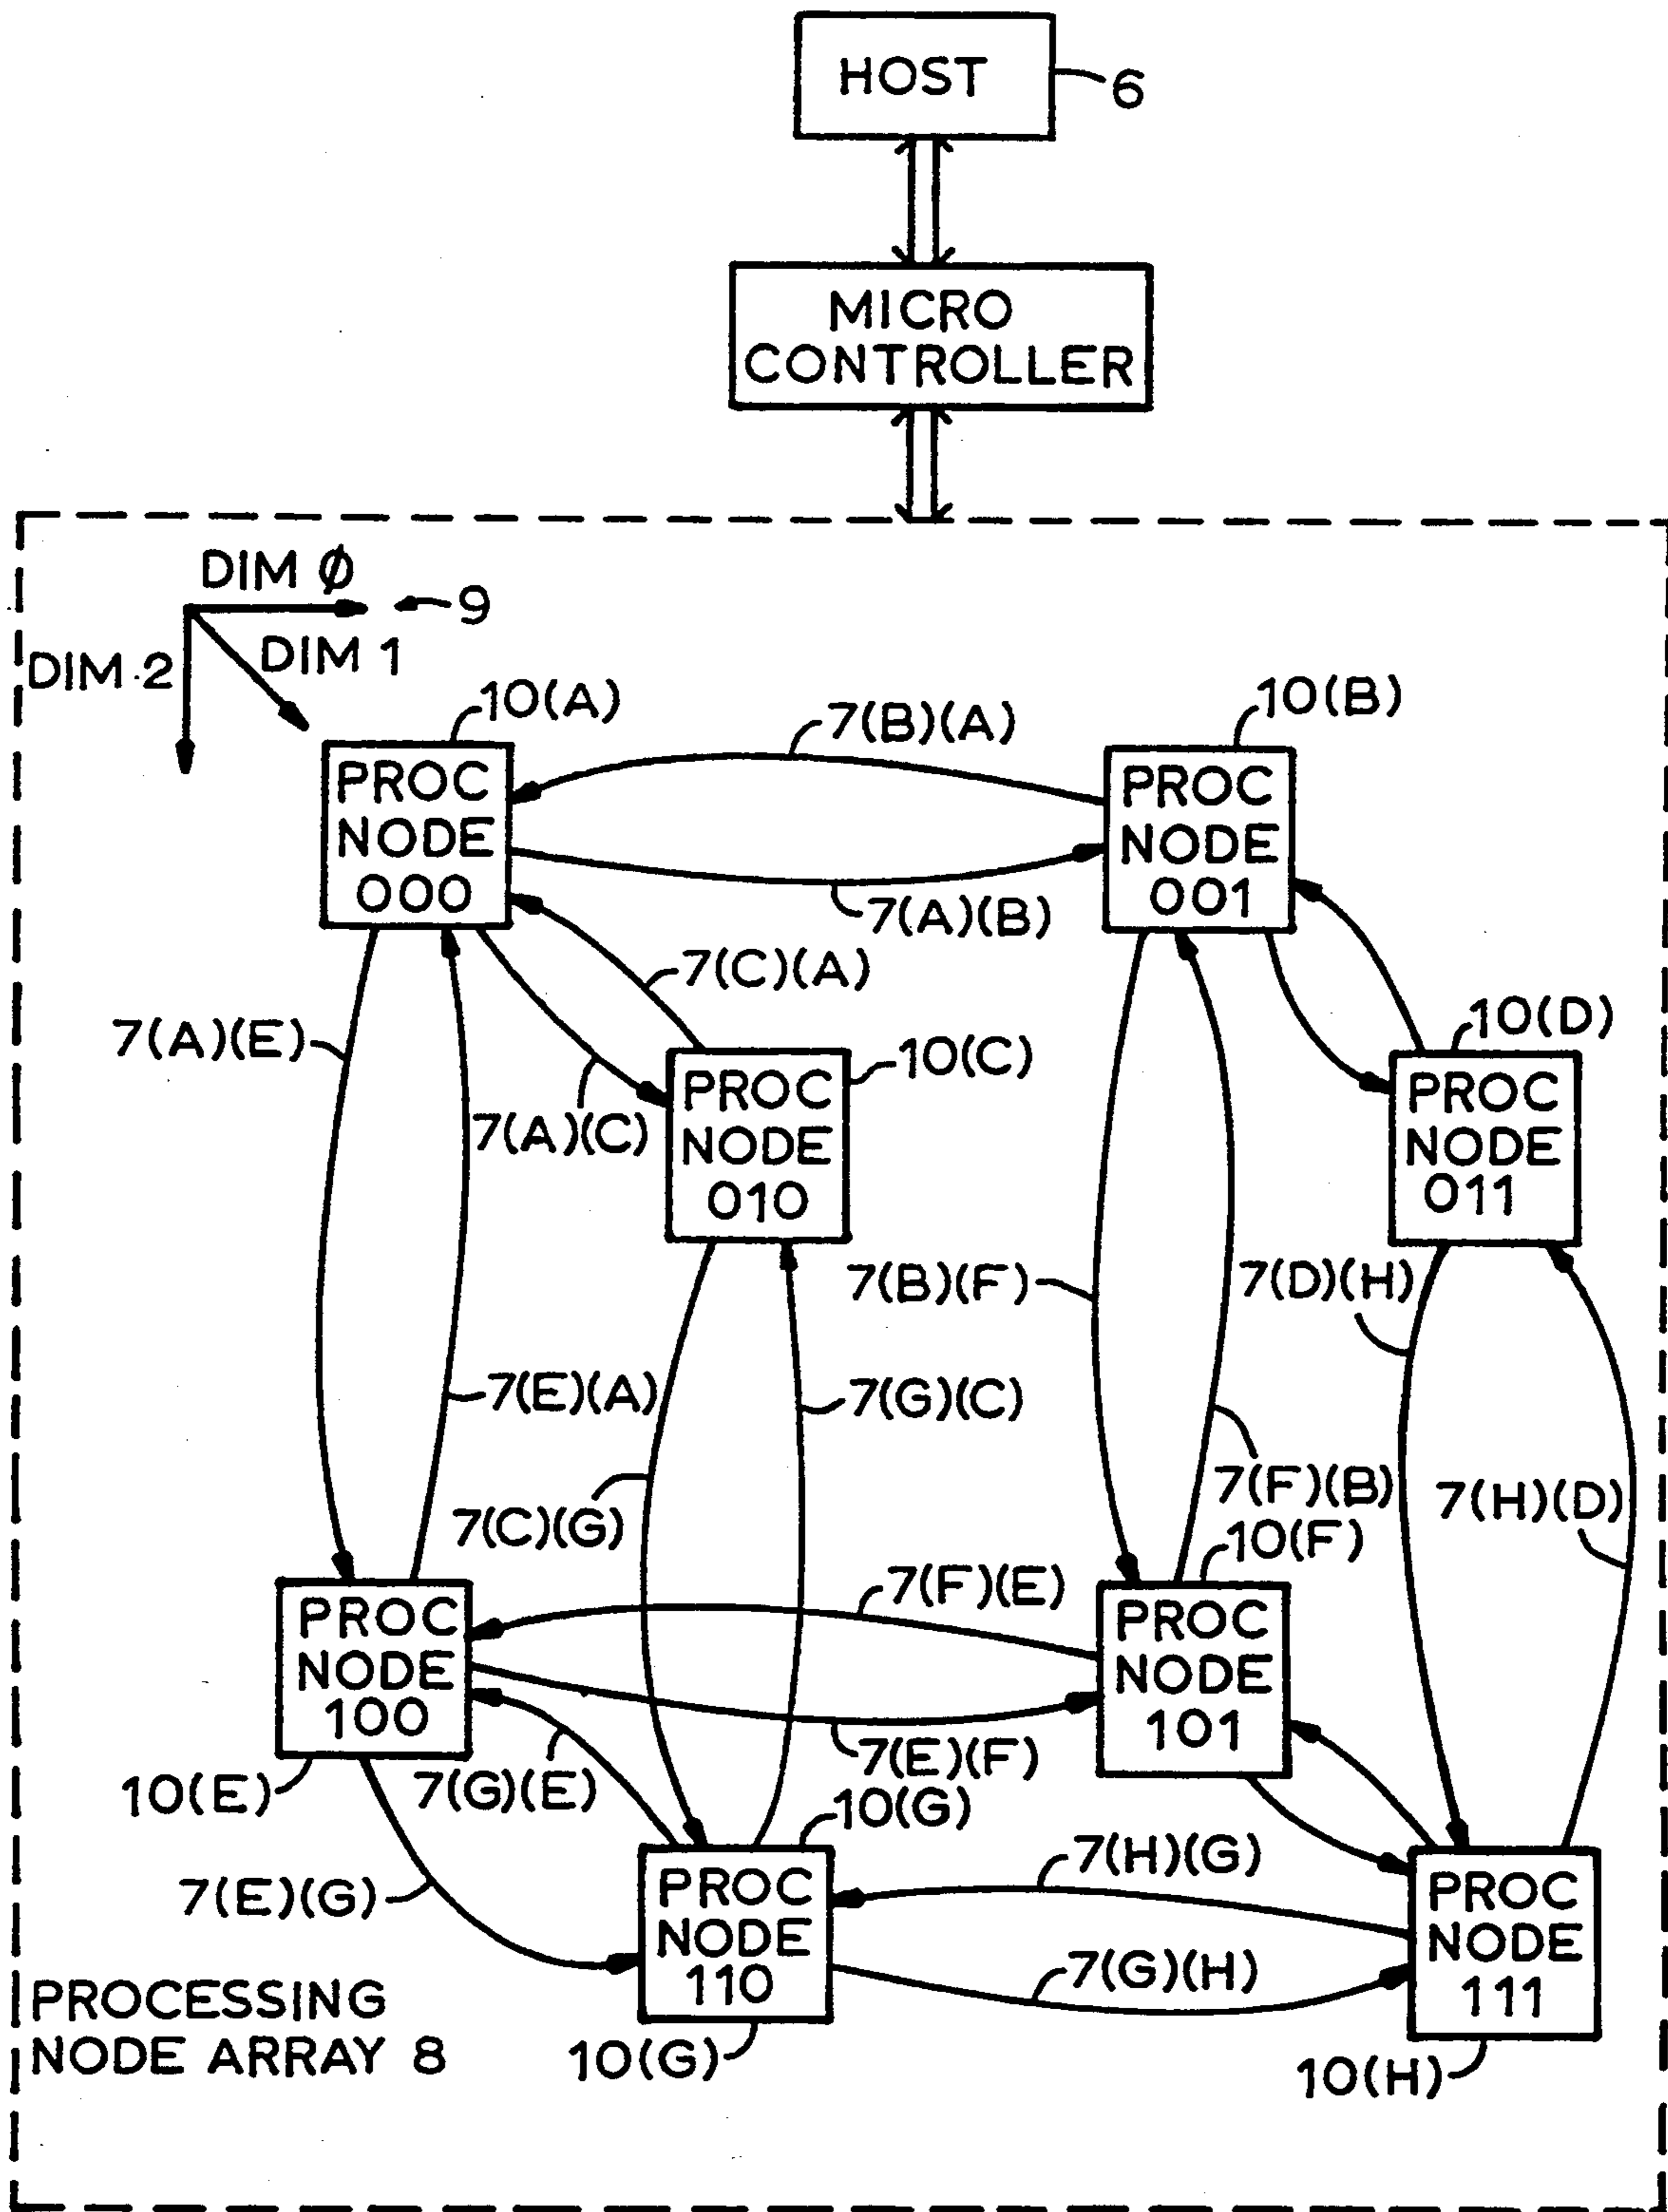 HOST
6
MICRO
CONTROLLER
DIM Ø
9
DIM 1
DIM 2
10(A)
7(B)(A)
10(B)
PROC
NODE
000
PROC
NODE
001
7(A)(B)
7(C)(A)
7(A)(E)
10(C)
10(D)
7(A)(C)
PROC
NODE
010
PROC
NODE
011
7(B)(F)
7(D)(H)
7(E)(A)
7(G)(C)
7(C)(G)
7(F)(B)
7(H)(D)
10(F)
7(F)(E)
PROC
NODE
100
PROC
NODE
101
7(E)(F)
10(E)
7(G)(E)
10(G)
7(H)(G)
7(E)(G)
PROC
NODE
110
PROC
NODE
111
7(G)(H)
PROCESSING
NODE ARRAY 8
10(G)
10(H)